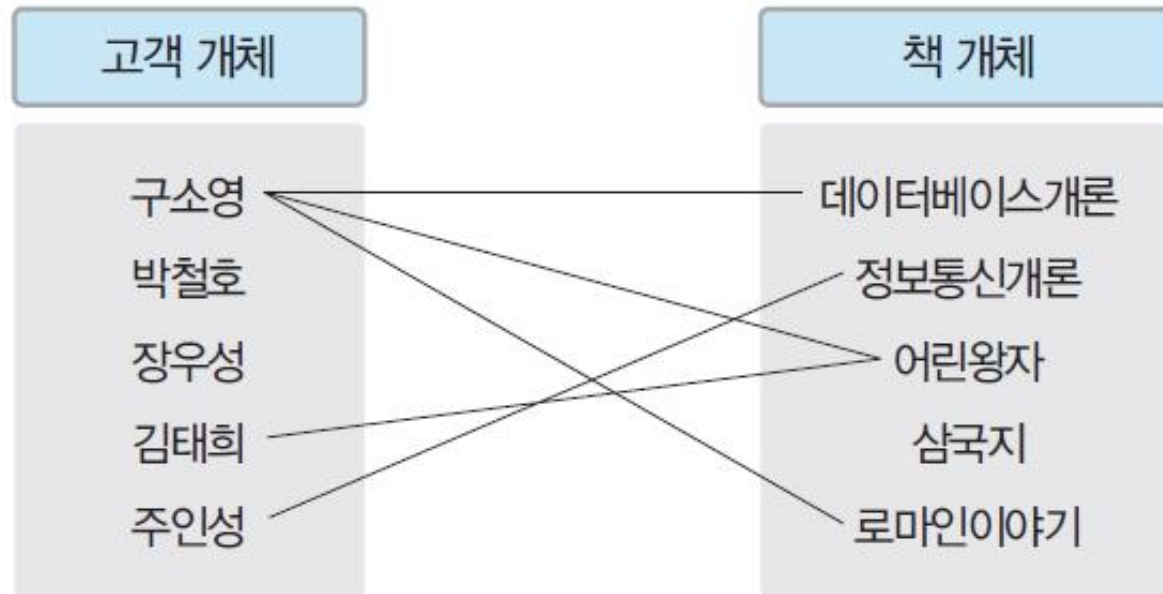 고객 개체
구소영
박철호
장우성
김태희
주인성
책 개체
데이터베이스개론
정보통신개론
어린왕자
삼국지
로마인이야기